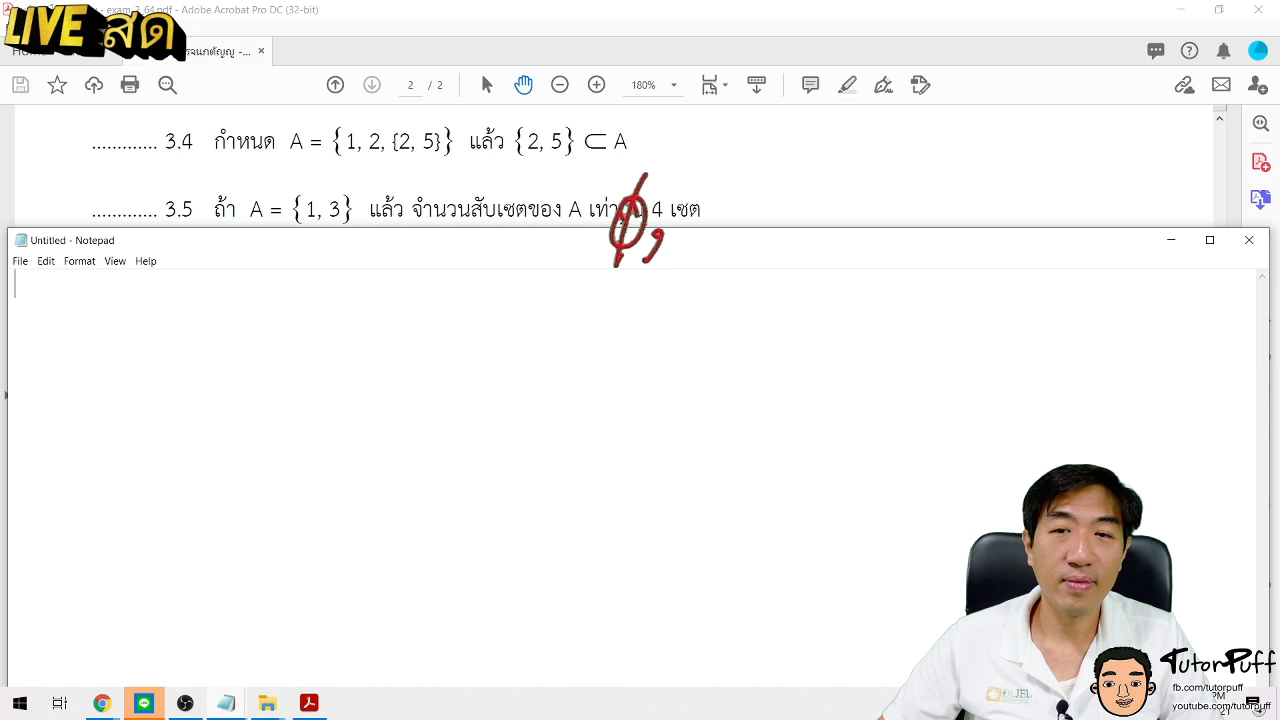 exam_2_64.pdf - Adobe Acrobat Pro DC (32-bit)
LIVE สด
2 / 2
180%
............. 3.4 กำหนด A = {1, 2, {2, 5}} แล้ว {2, 5} ⊂ A
............. 3.5 ถ้า A = {1, 3} แล้ว จำนวนสับเซตของ A เท่ากับ 4 เซต
∅,
Untitled - Notepad
File Edit Format View Help
JEL
TutorPuff
fb.com/tutorpuff
youtube.com/tutorpuff